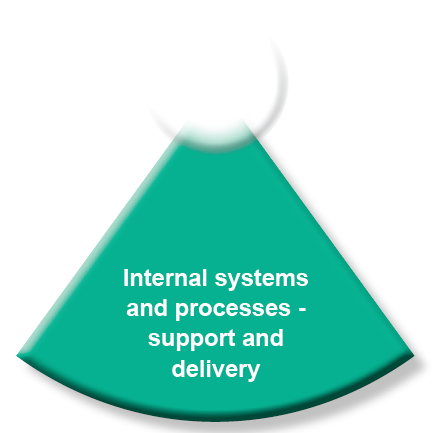 Internal systems
and processes -
support and
delivery